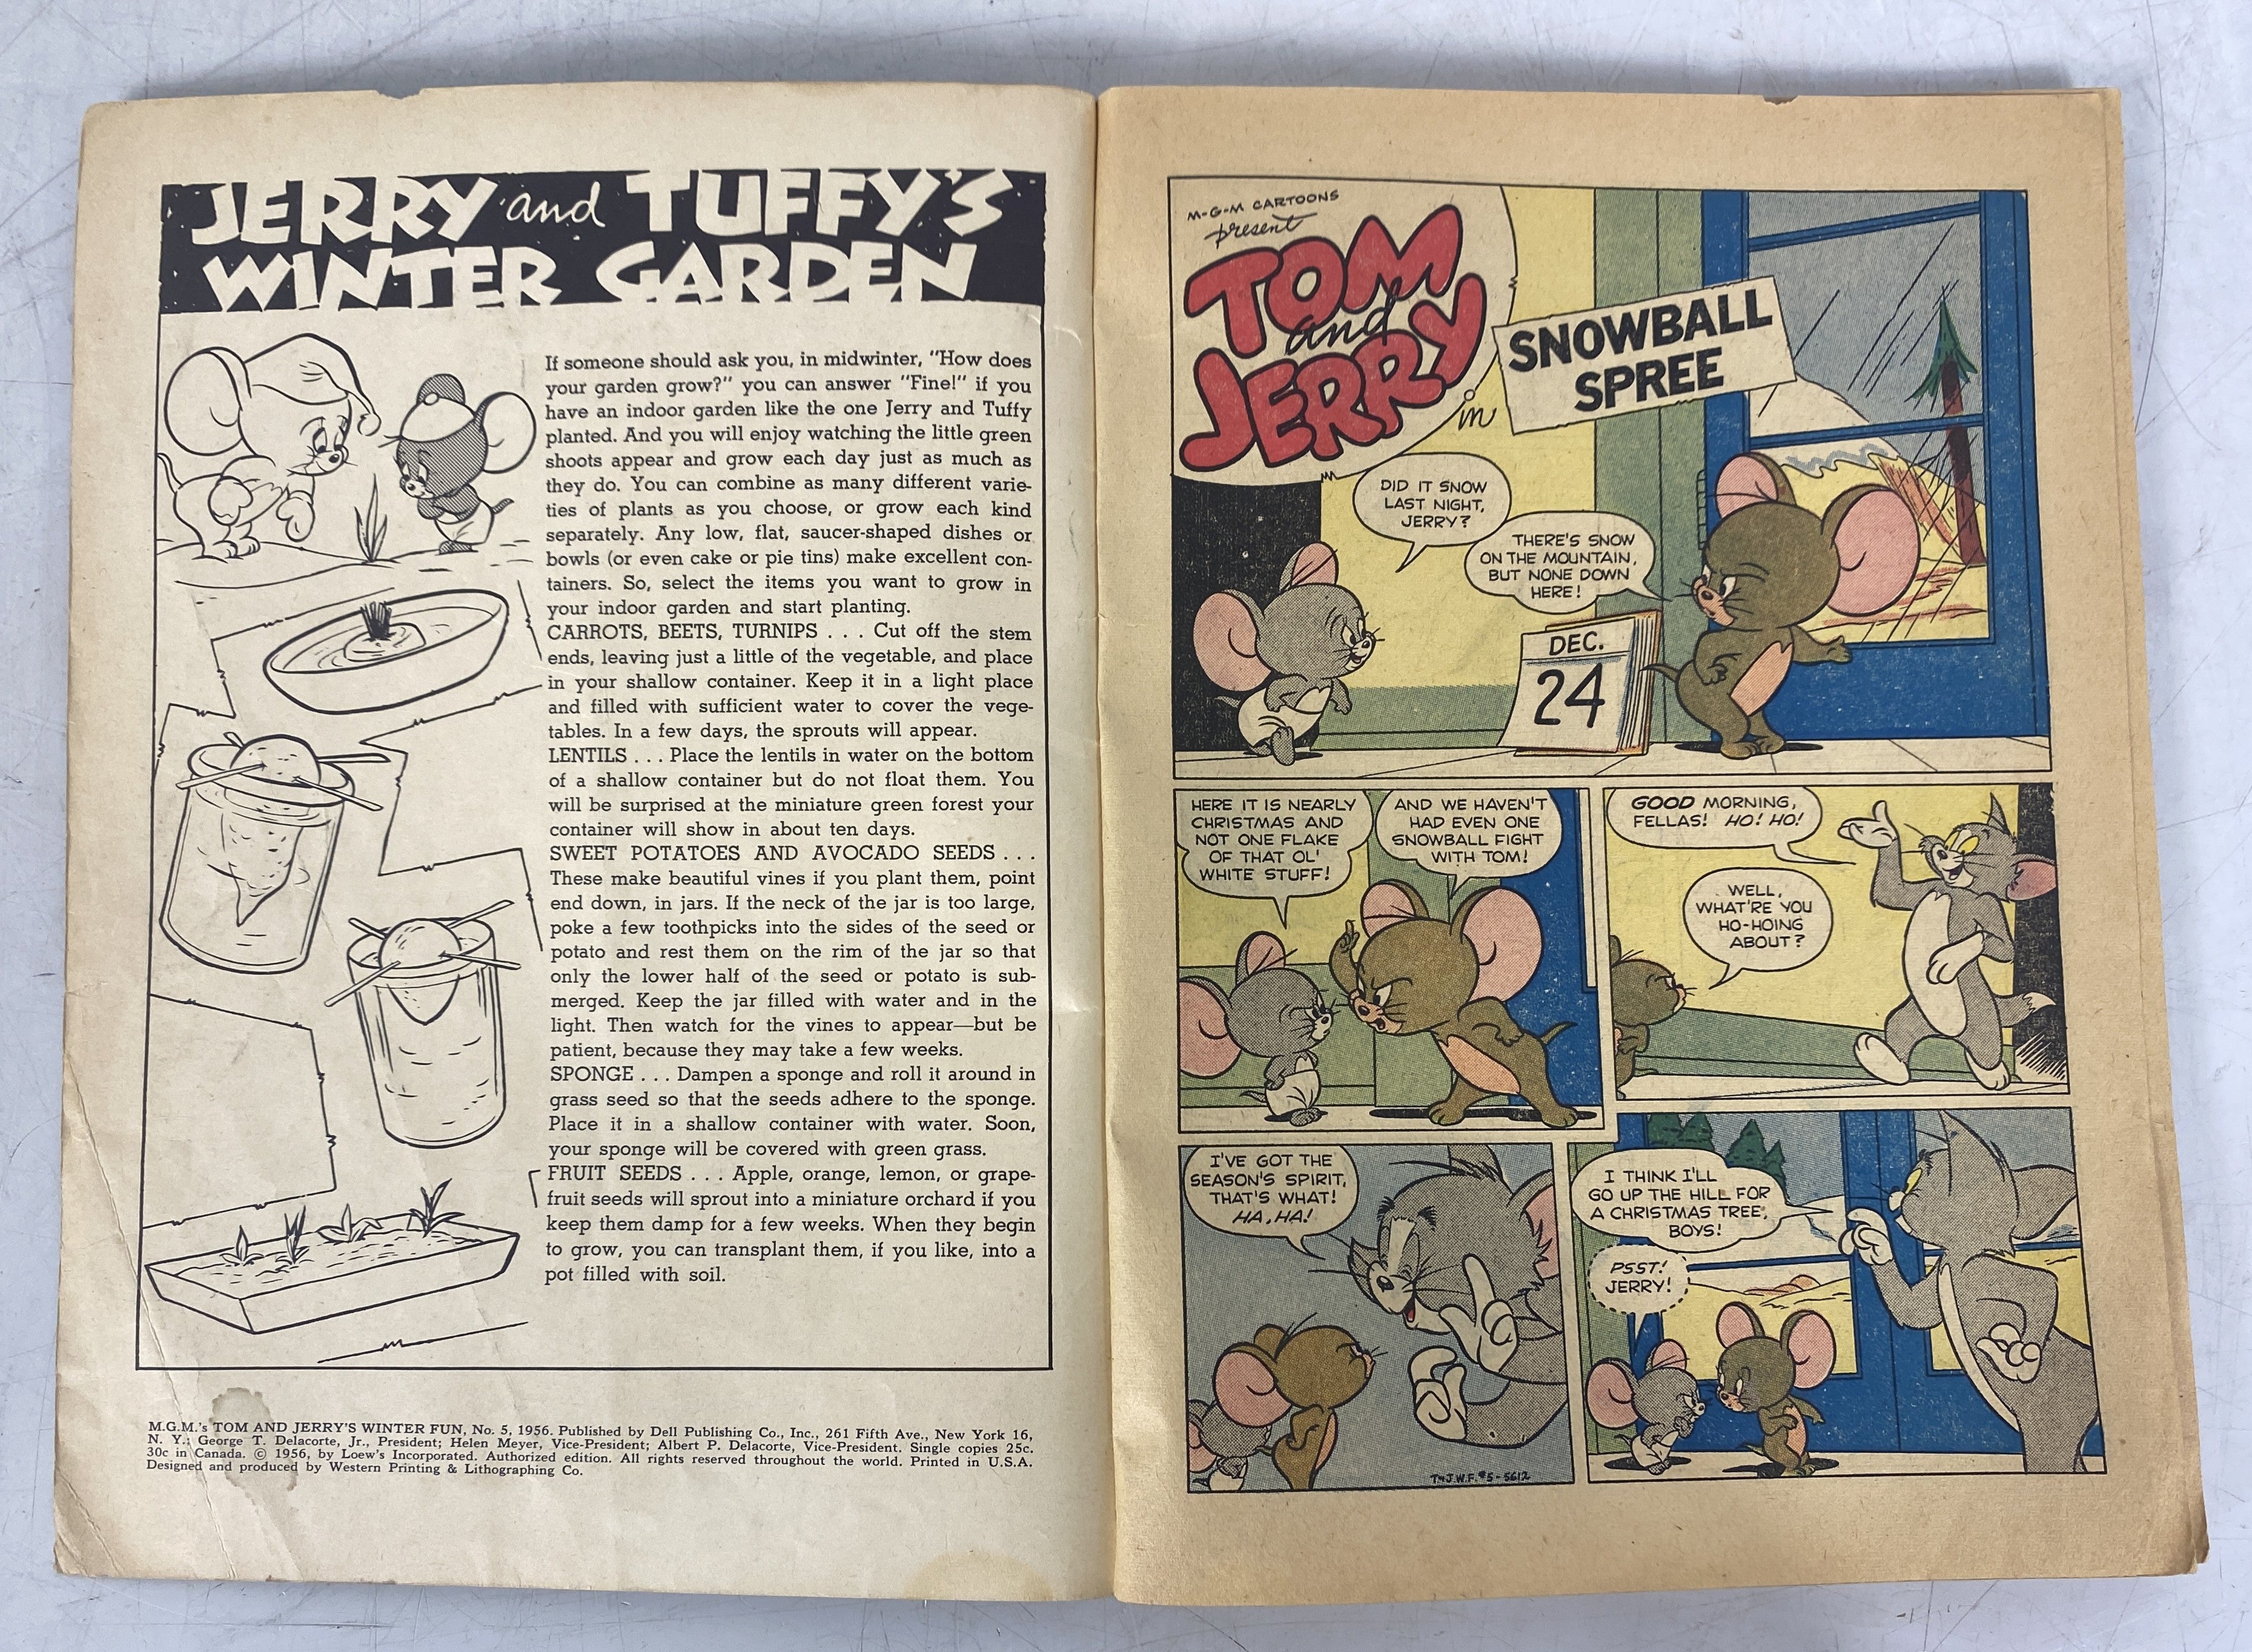 JERRY and TUFFY'S
WINTER GARDEN
If someone should ask you, in midwinter, "How does
your garden grow?" you can answer "Fine!" if you
have an indoor garden like the one Jerry and Tuffy
planted. And you will enjoy watching the little green
shoots appear and grow each day just as much as
they do. You can combine as many different varie-
ties of plants as you choose, or grow each kind
separately. Any low, flat, saucer-shaped dishes or
bowls (or even cake or pie tins) make excellent con-
tainers. So, select the items you want to grow in
your indoor garden and start planting.
CARROTS, BEETS, TURNIPS . . . Cut off the stem
ends, leaving just a little of the vegetable, and place
in your shallow container. Keep it in a light place
and filled with sufficient water to cover the vege-
tables. In a few days, the sprouts will appear.
LENTILS . . . Place the lentils in water on the bottom
of a shallow container but do not float them. You
will be surprised at the miniature green forest your
container will show in about ten days.
SWEET POTATOES AND AVOCADO SEEDS . . .
These make beautiful vines if you plant them, point
end down, in jars. If the neck of the jar is too large,
poke a few toothpicks into the sides of the seed or
potato and rest them on the rim of the jar so that
only the lower half of the seed or potato is sub-
merged. Keep the jar filled with water and in the
light. Then watch for the vines to appear—but be
patient, because they may take a few weeks.
SPONGE . . . Dampen a sponge and roll it around in
grass seed so that the seeds adhere to the sponge.
Place it in a shallow container with water. Soon,
your sponge will be covered with green grass.
FRUIT SEEDS . . . Apple, orange, lemon, or grape-
fruit seeds will sprout into a miniature orchard if you
keep them damp for a few weeks. When they begin
to grow, you can transplant them, if you like, into a
pot filled with soil.
M.G.M.'s TOM AND JERRY'S WINTER FUN, No. 5, 1956. Published by Dell Publishing Co., Inc., 261 Fifth Ave., New York 16,
N. Y.; George T. Delacorte, Jr., President; Helen Meyer, Vice-President; Albert P. Delacorte, Vice-President. Single copies 25c.
30c in Canada. © 1956, by Loew's Incorporated. Authorized edition. All rights reserved throughout the world. Printed in U.S.A.
Designed and produced by Western Printing & Lithographing Co.
M-G-M CARTOONS
present
TOM
and
JERRY
in
SNOWBALL
SPREE
DID IT SNOW
LAST NIGHT,
JERRY?
THERE'S SNOW
ON THE MOUNTAIN,
BUT NONE DOWN
HERE!
DEC.
24
HERE IT IS NEARLY
CHRISTMAS AND
NOT ONE FLAKE
OF THAT OL'
WHITE STUFF!
AND WE HAVEN'T
HAD EVEN ONE
SNOWBALL FIGHT
WITH TOM!
GOOD MORNING,
FELLAS! HO! HO!
WELL,
WHAT'RE YOU
HO-HOING
ABOUT?
I'VE GOT THE
SEASON'S SPIRIT,
THAT'S WHAT!
HA, HA!
T&J.W.F. #5-5612
I THINK I'LL
GO UP THE HILL FOR
A CHRISTMAS TREE,
BOYS!
PSST!
JERRY!